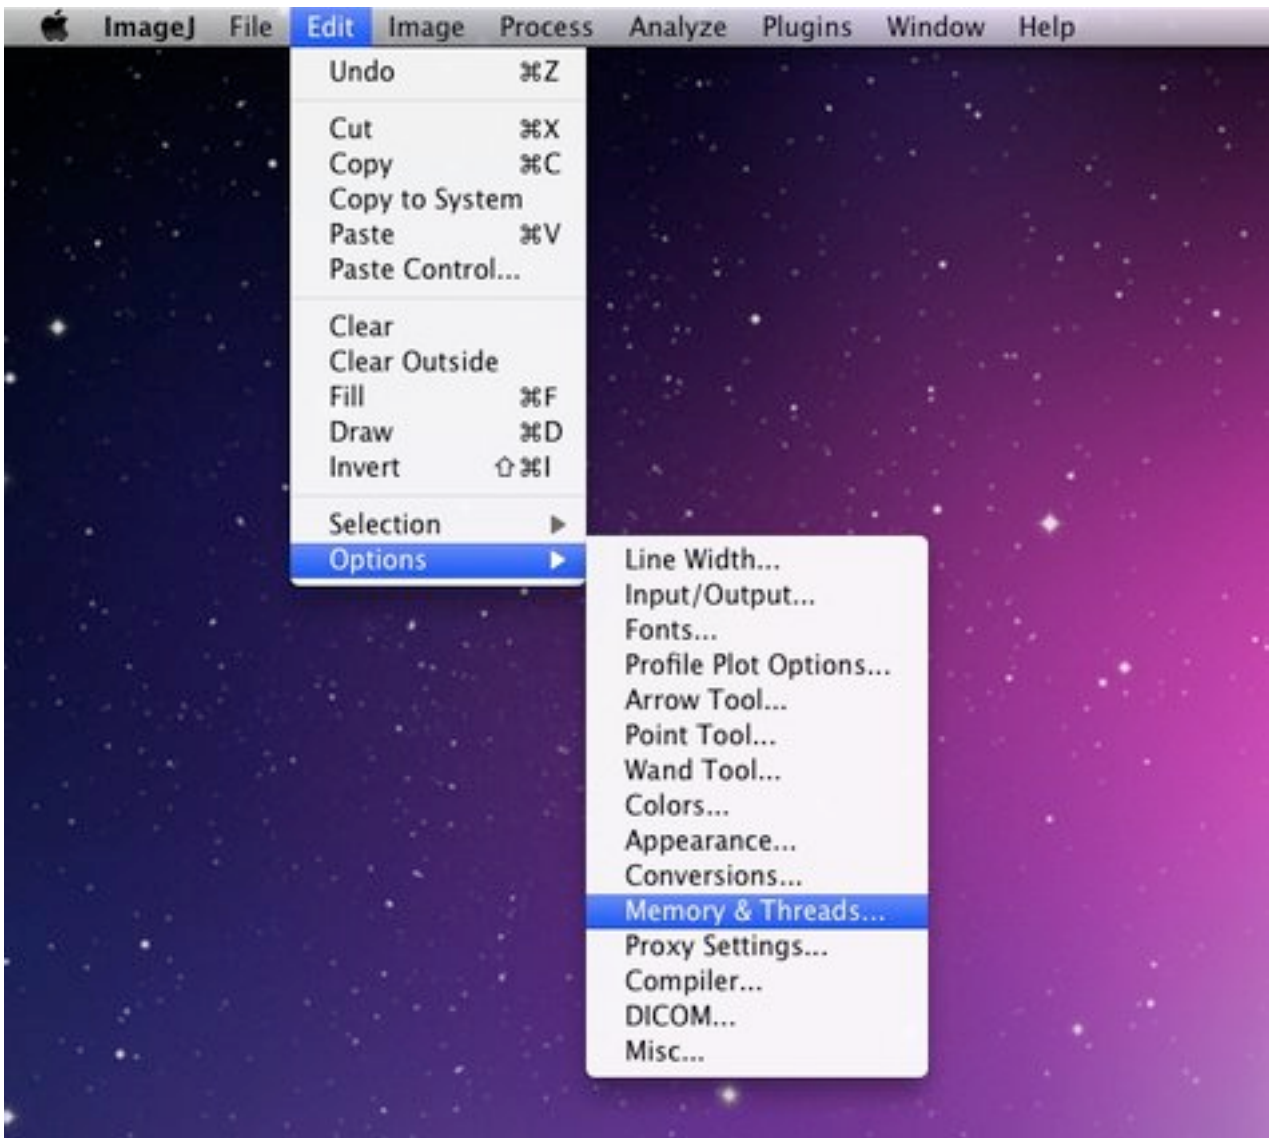 ImageJ File Edit Image Process Analyze Plugins Window Help
Undo ⌘Z
Cut ⌘X
Copy ⌘C
Copy to System
Paste ⌘V
Paste Control...
Clear
Clear Outside
Fill ⌘F
Draw ⌘D
Invert ⇧⌘I
Selection ▶
Options ▶
Line Width...
Input/Output...
Fonts...
Profile Plot Options...
Arrow Tool...
Point Tool...
Wand Tool...
Colors...
Appearance...
Conversions...
Memory & Threads...
Proxy Settings...
Compiler...
DICOM...
Misc...